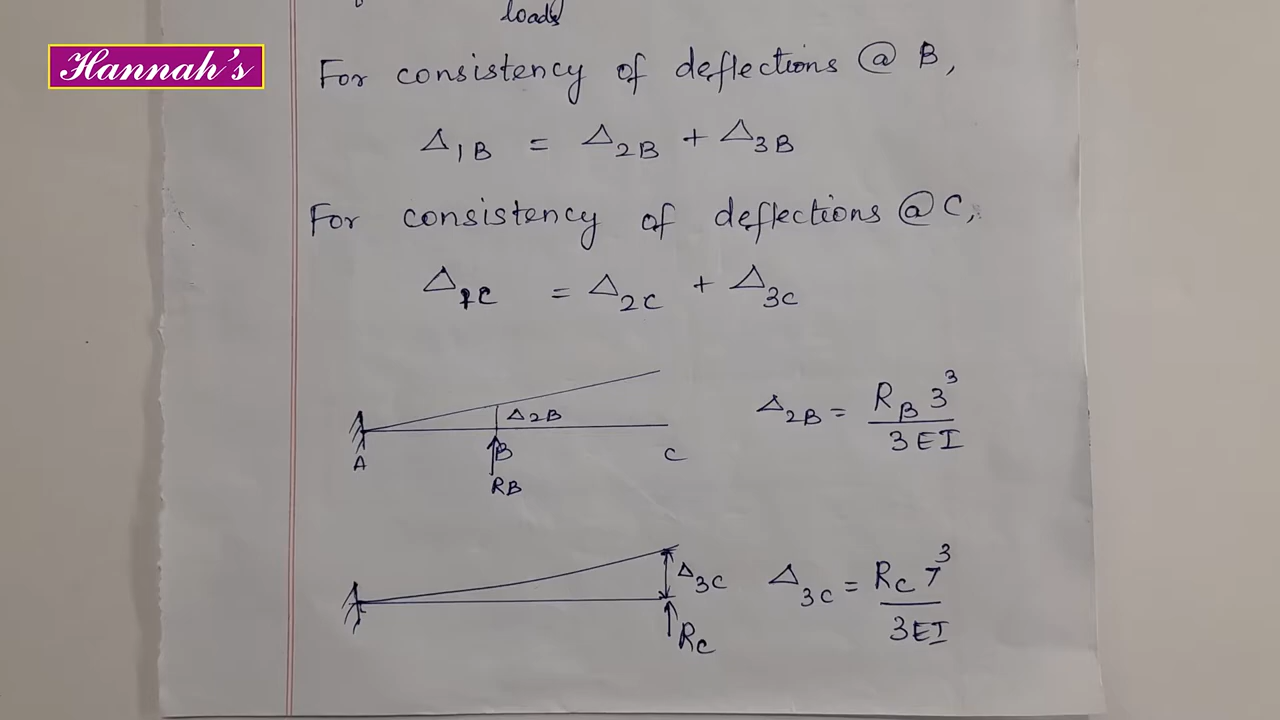 loads
Hannah's
For consistency of deflections @ B,
Δ1B = Δ2B + Δ3B
For consistency of deflections @ C,
Δ1C = Δ2C + Δ3C
Δ2B
A
B
C
RB
Δ2B = RB 3³
3EI
Δ3C
RC
Δ3C = RC 7³
3EI